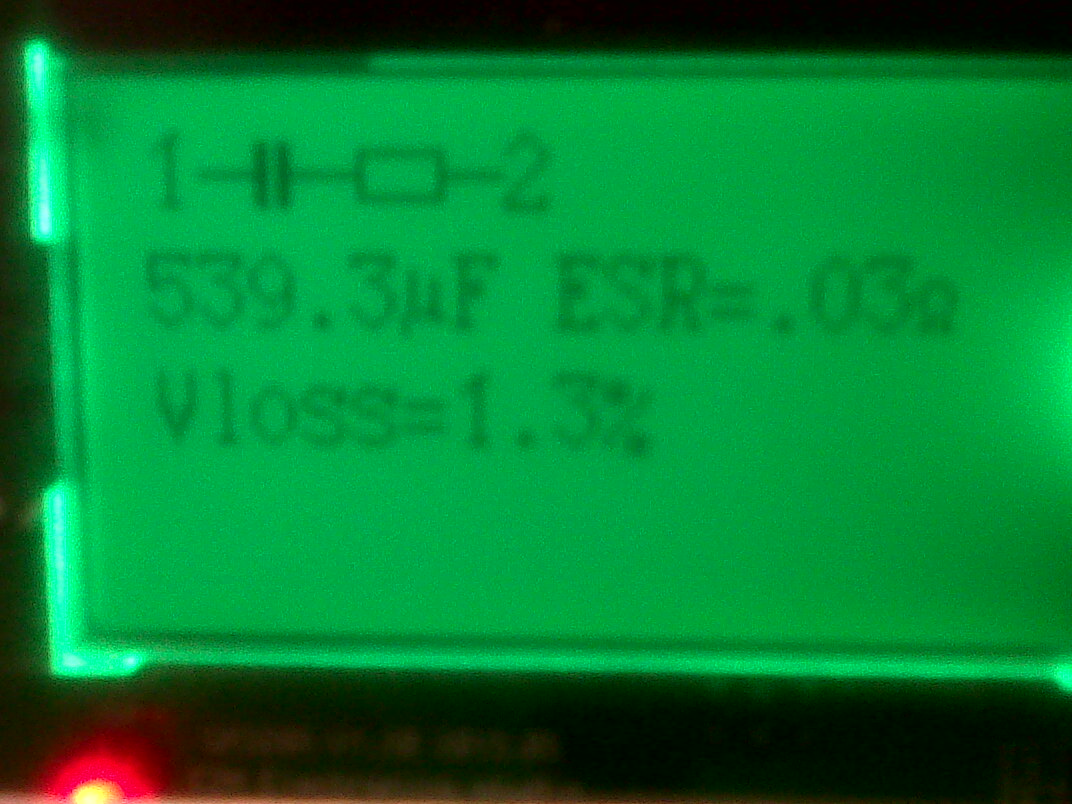 1 2
539.3µF ESR=.03Ω
Vloss=1.3%